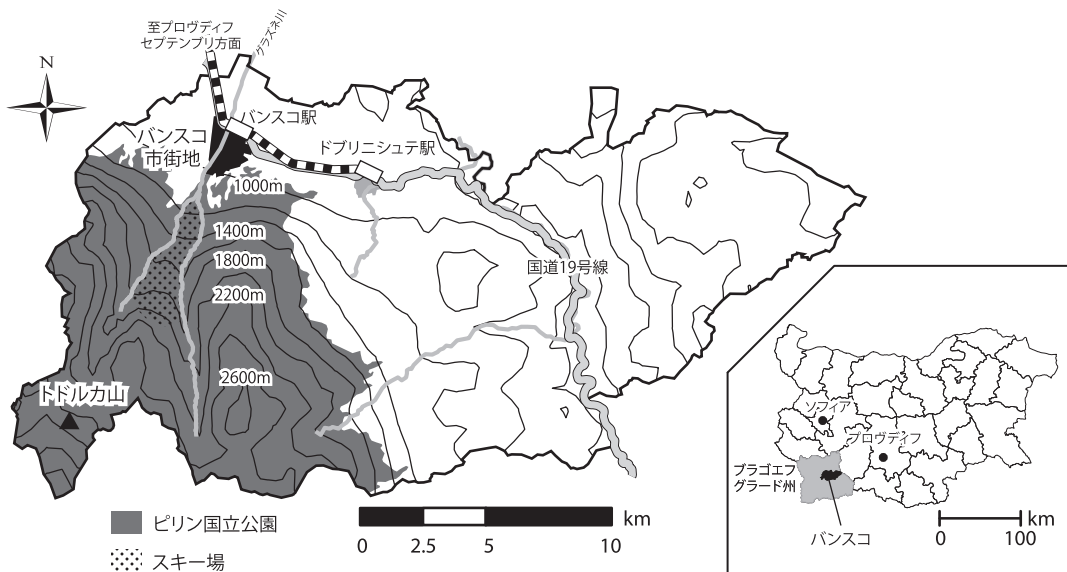 至プロヴディフ
セプテンブリ方面
グラズネ川
N
バンスコ駅
バンスコ
市街地
ドブリニシュテ駅
1000m
1400m
1800m
2200m
2600m
国道19号線
トドルカ山
ピリン国立公園
スキー場
km
0 2.5 5 10
ソフィア
プロヴディフ
ブラゴエフ
グラード州
バンスコ
km
0 100